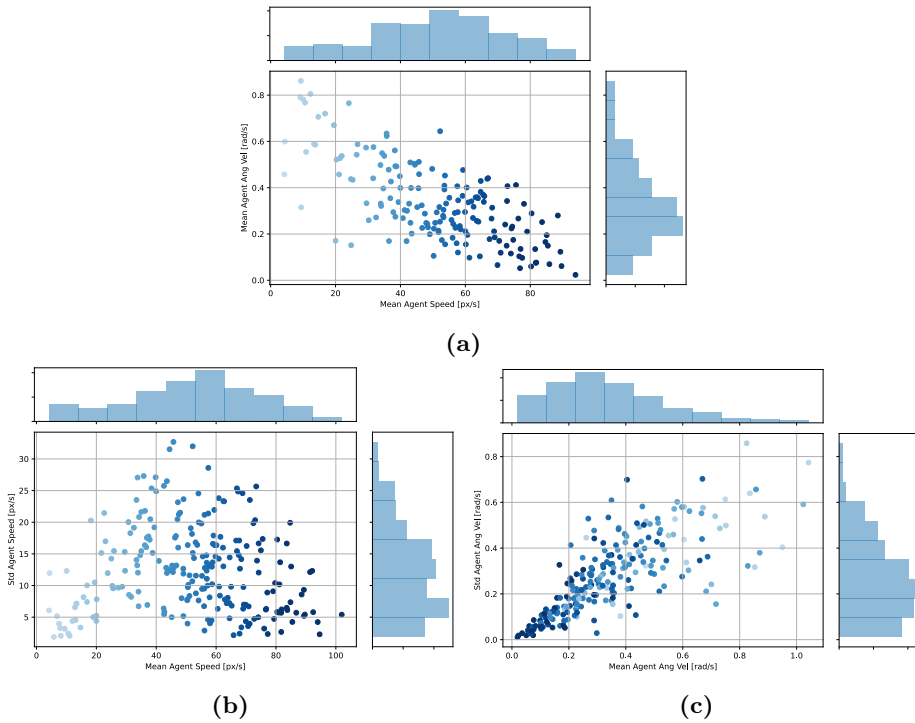 0.8
0.6
0.4
0.2
0.0
Mean Agent Ang Vel [rad/s]
0 20 40 60 80
Mean Agent Speed [px/s]
(a)
30
25
20
15
10
5
Std Agent Speed [px/s]
0 20 40 60 80 100
Mean Agent Speed [px/s]
(b)
0.8
0.6
0.4
0.2
0.0
Std Agent Ang Vel [rad/s]
0.0 0.2 0.4 0.6 0.8 1.0
Mean Agent Ang Vel [rad/s]
(c)